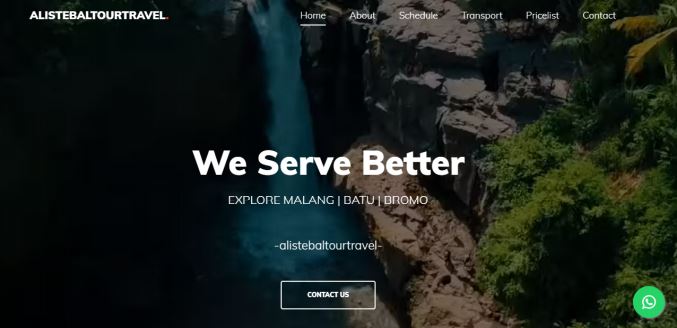 ALISTEBALTOURTRAVEL.
Home About Schedule Transport Pricelist Contact
We Serve Better
EXPLORE MALANG | BATU | BROMO
-alistebaltourtravel-
CONTACT US